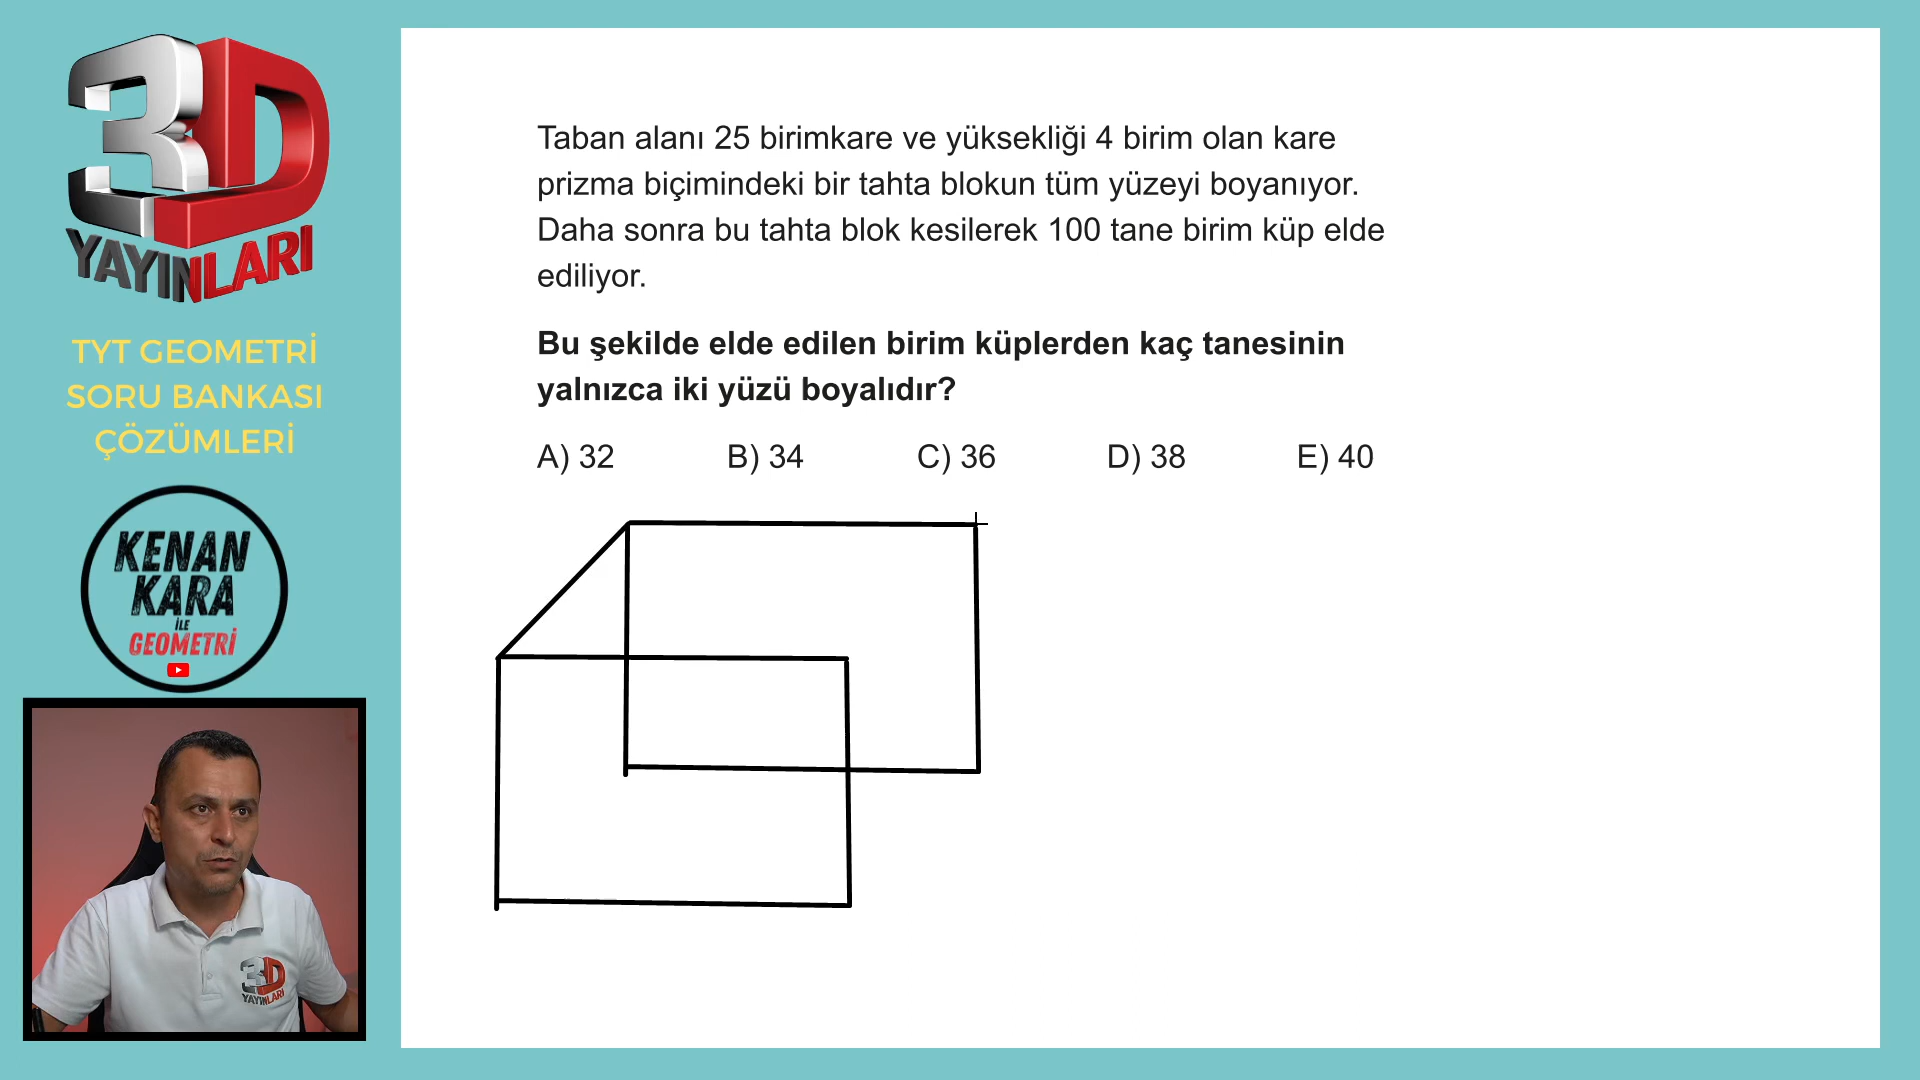 3D
YAYINLARI
TYT GEOMETRİ
SORU BANKASI
ÇÖZÜMLERİ
KENAN
KARA
İLE
GEOMETRİ
3D
YAYINLARI
Taban alanı 25 birimkare ve yüksekliği 4 birim olan kare
prizma biçimindeki bir tahta blokun tüm yüzeyi boyanıyor.
Daha sonra bu tahta blok kesilerek 100 tane birim küp elde
ediliyor.
Bu şekilde elde edilen birim küplerden kaç tanesinin
yalnızca iki yüzü boyalıdır?
A) 32 B) 34 C) 36 D) 38 E) 40